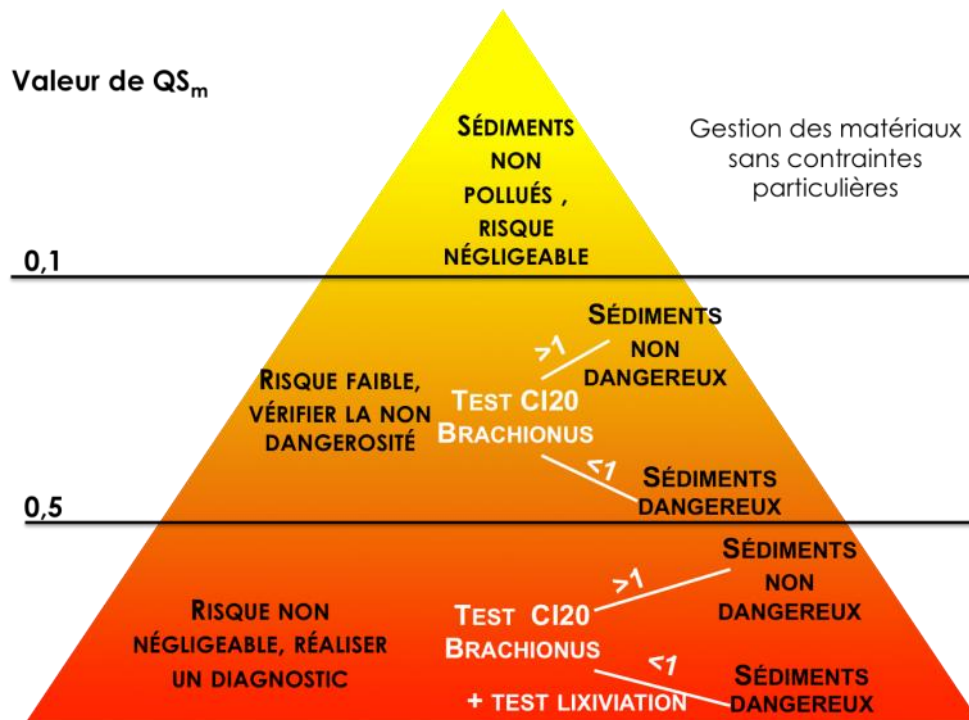 Valeur de QSm
SÉDIMENTS
NON
POLLUÉS ,
RISQUE
NÉGLIGEABLE
Gestion des matériaux
sans contraintes
particulières
0,1
RISQUE FAIBLE,
VÉRIFIER LA NON
DANGEROSITÉ
TEST CI20
BRACHIONUS
>1
SÉDIMENTS
NON
DANGEREUX
<1
SÉDIMENTS
DANGEREUX
0,5
RISQUE NON
NÉGLIGEABLE, RÉALISER
UN DIAGNOSTIC
TEST CI20
BRACHIONUS
+ TEST LIXIVIATION
>1
SÉDIMENTS
NON
DANGEREUX
<1
SÉDIMENTS
DANGEREUX